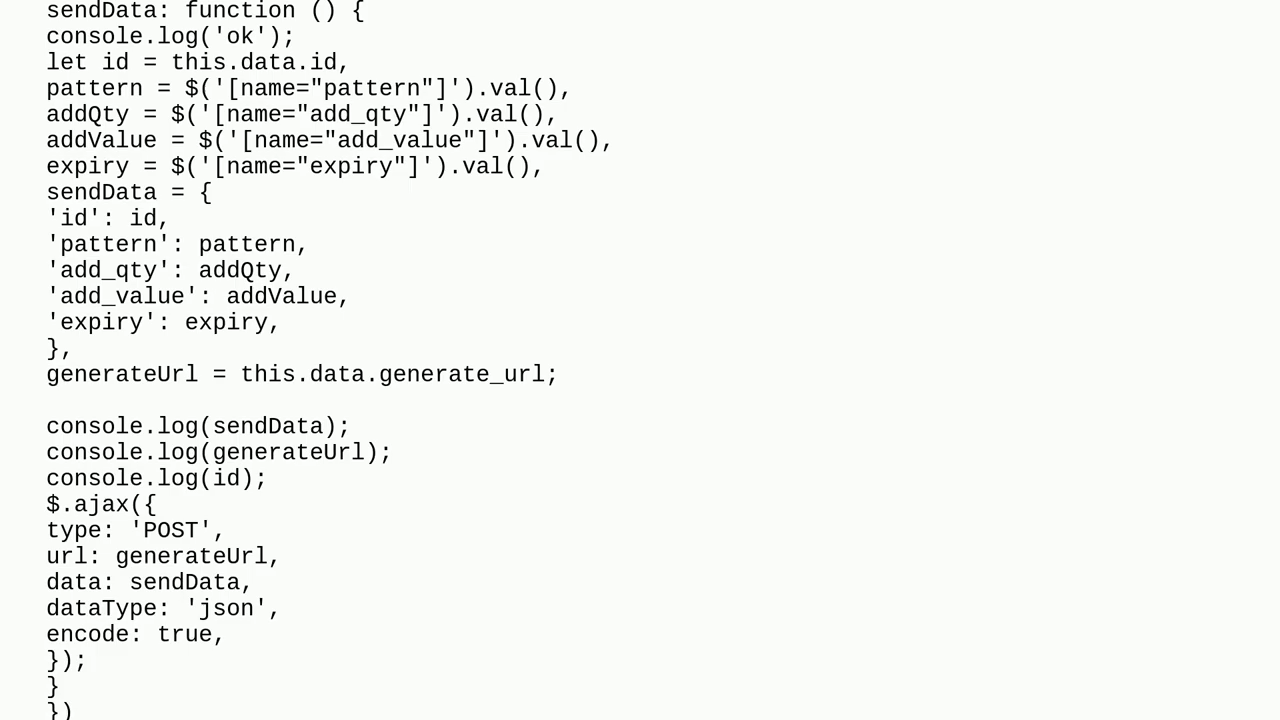 sendData: function () {
console.log('ok');
let id = this.data.id,
pattern = $('[name="pattern"]').val(),
addQty = $('[name="add_qty"]').val(),
addValue = $('[name="add_value"]').val(),
expiry = $('[name="expiry"]').val(),
sendData = {
'id': id,
'pattern': pattern,
'add_qty': addQty,
'add_value': addValue,
'expiry': expiry,
},
generateUrl = this.data.generate_url;

console.log(sendData);
console.log(generateUrl);
console.log(id);
$.ajax({
type: 'POST',
url: generateUrl,
data: sendData,
dataType: 'json',
encode: true,
});
}
})